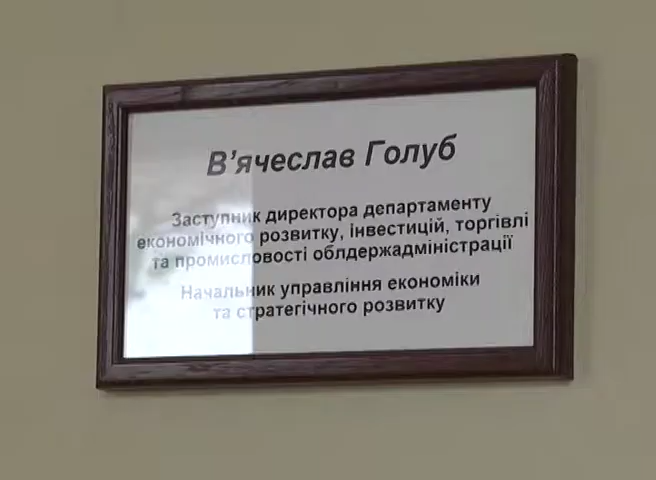 В’ячеслав Голуб
Заступник директора департаменту
економічного розвитку, інвестицій, торгівлі
та промисловості облдержадміністрації
Начальник управління економіки
та стратегічного розвитку